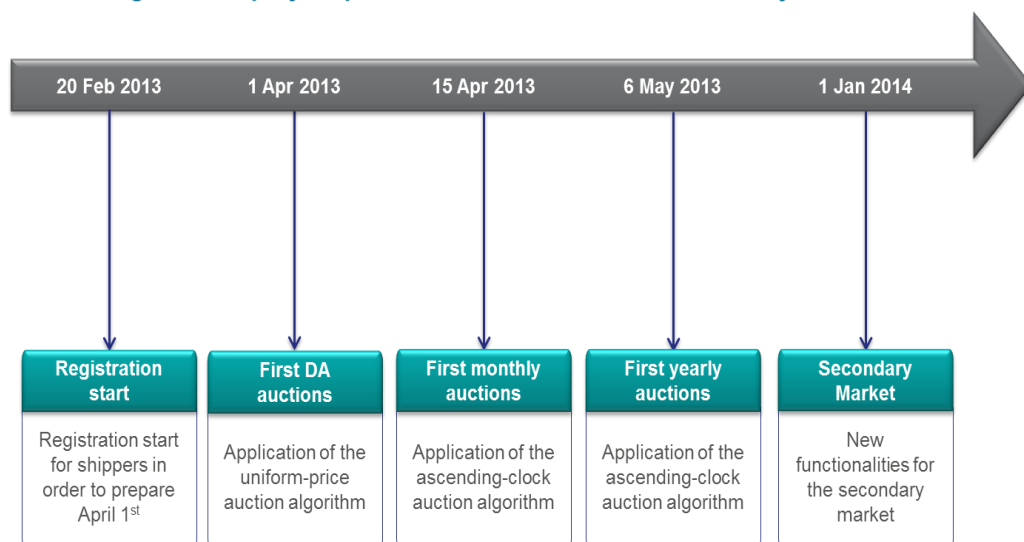 20 Feb 2013
1 Apr 2013
15 Apr 2013
6 May 2013
1 Jan 2014
Registration
start
Registration start
for shippers in
order to prepare
April 1st
First DA
auctions
Application of the
uniform-price
auction algorithm
First monthly
auctions
Application of the
ascending-clock
auction algorithm
First yearly
auctions
Application of the
ascending-clock
auction algorithm
Secondary
Market
New
functionalities for
the secondary
market